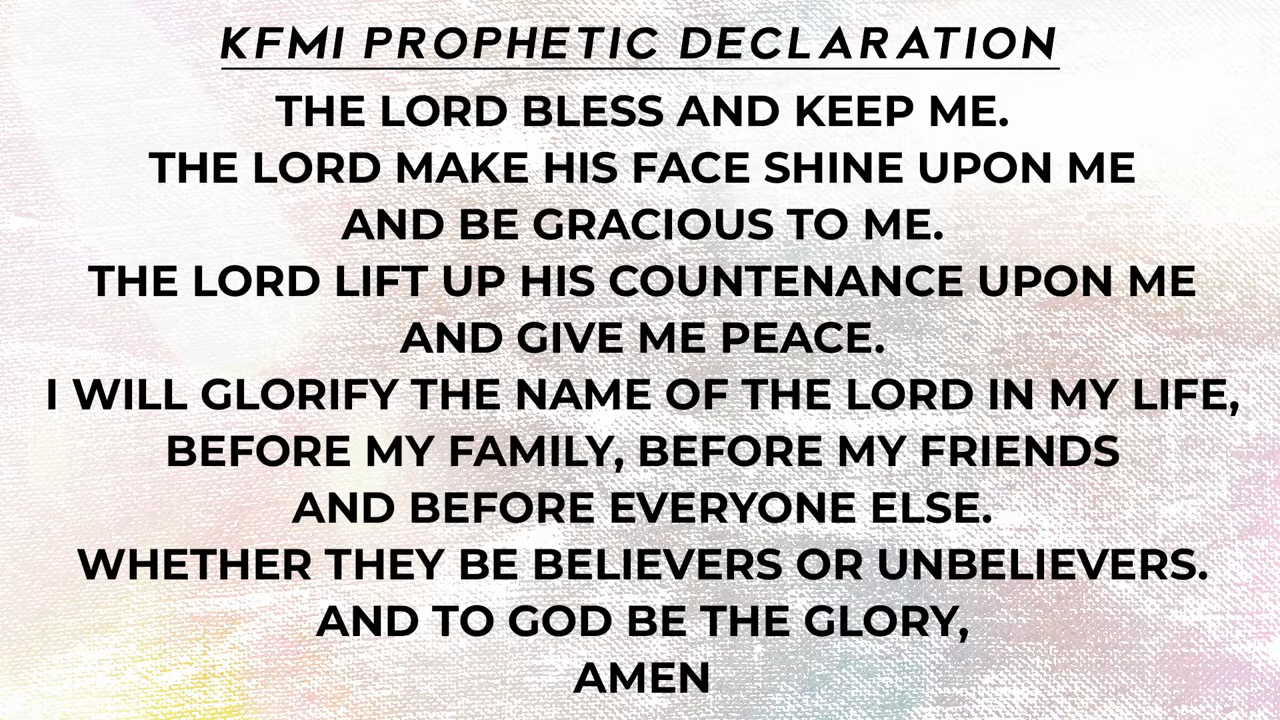 KFMI PROPHETIC DECLARATION
THE LORD BLESS AND KEEP ME.
THE LORD MAKE HIS FACE SHINE UPON ME
AND BE GRACIOUS TO ME.
THE LORD LIFT UP HIS COUNTENANCE UPON ME
AND GIVE ME PEACE.
I WILL GLORIFY THE NAME OF THE LORD IN MY LIFE,
BEFORE MY FAMILY, BEFORE MY FRIENDS
AND BEFORE EVERYONE ELSE.
WHETHER THEY BE BELIEVERS OR UNBELIEVERS.
AND TO GOD BE THE GLORY,
AMEN